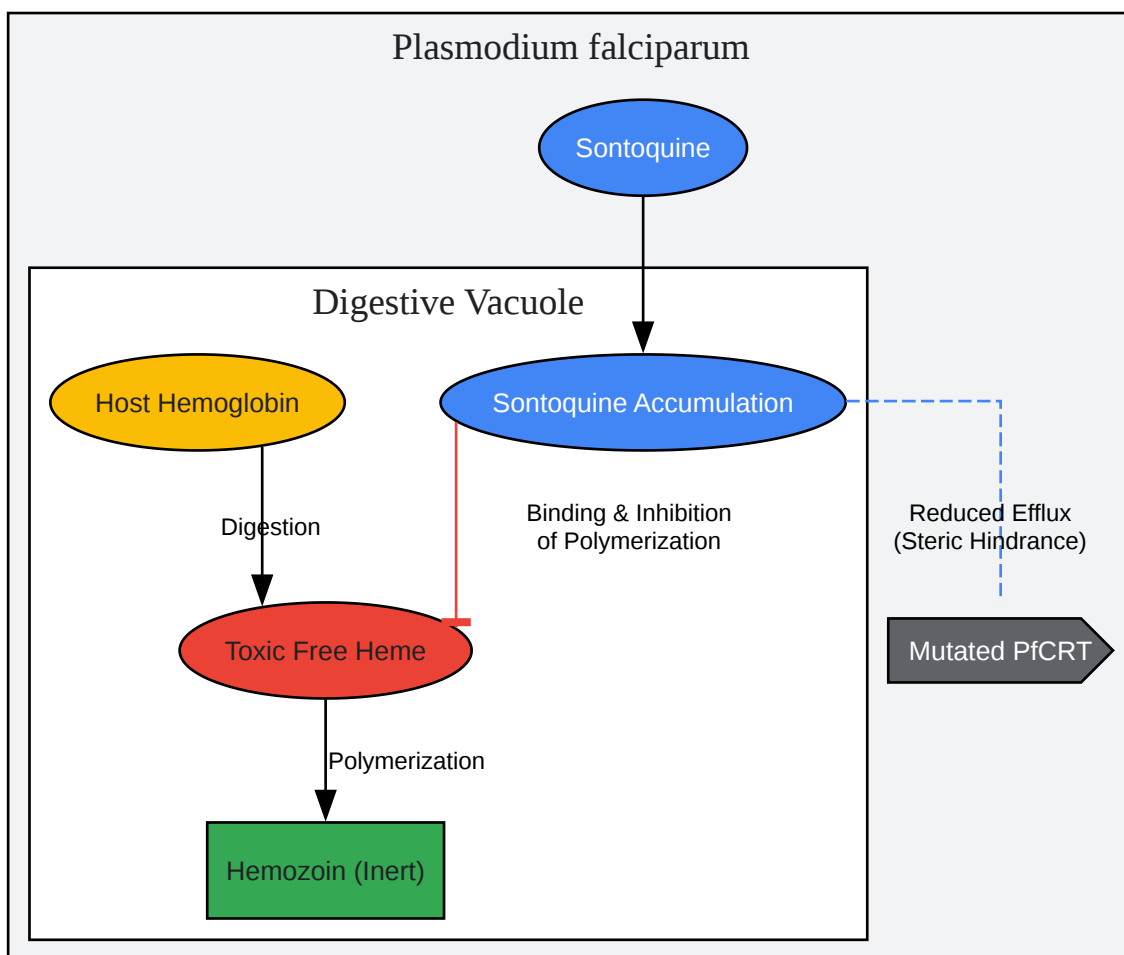 Plasmodium falciparum
Sontoquine
Digestive Vacuole
Host Hemoglobin
Sontoquine Accumulation
Digestion
Binding & Inhibition
of Polymerization
Reduced Efflux
(Steric Hindrance)
Toxic Free Heme
Mutated PfCRT
Polymerization
Hemozoin (Inert)